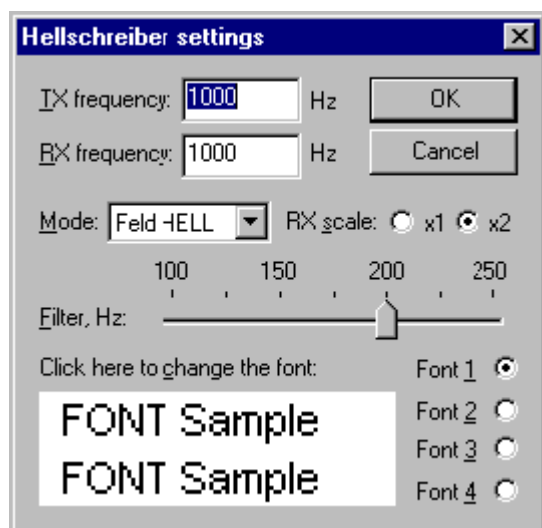 Hellschreiber settings
TX frequency: 1000 Hz OK
RX frequency: 1000 Hz Cancel
Mode: Feld HELL RX scale: x1 x2
100 150 200 250
Filter, Hz:
Click here to change the font: Font 1
FONT Sample Font 2
Font 3
FONT Sample Font 4